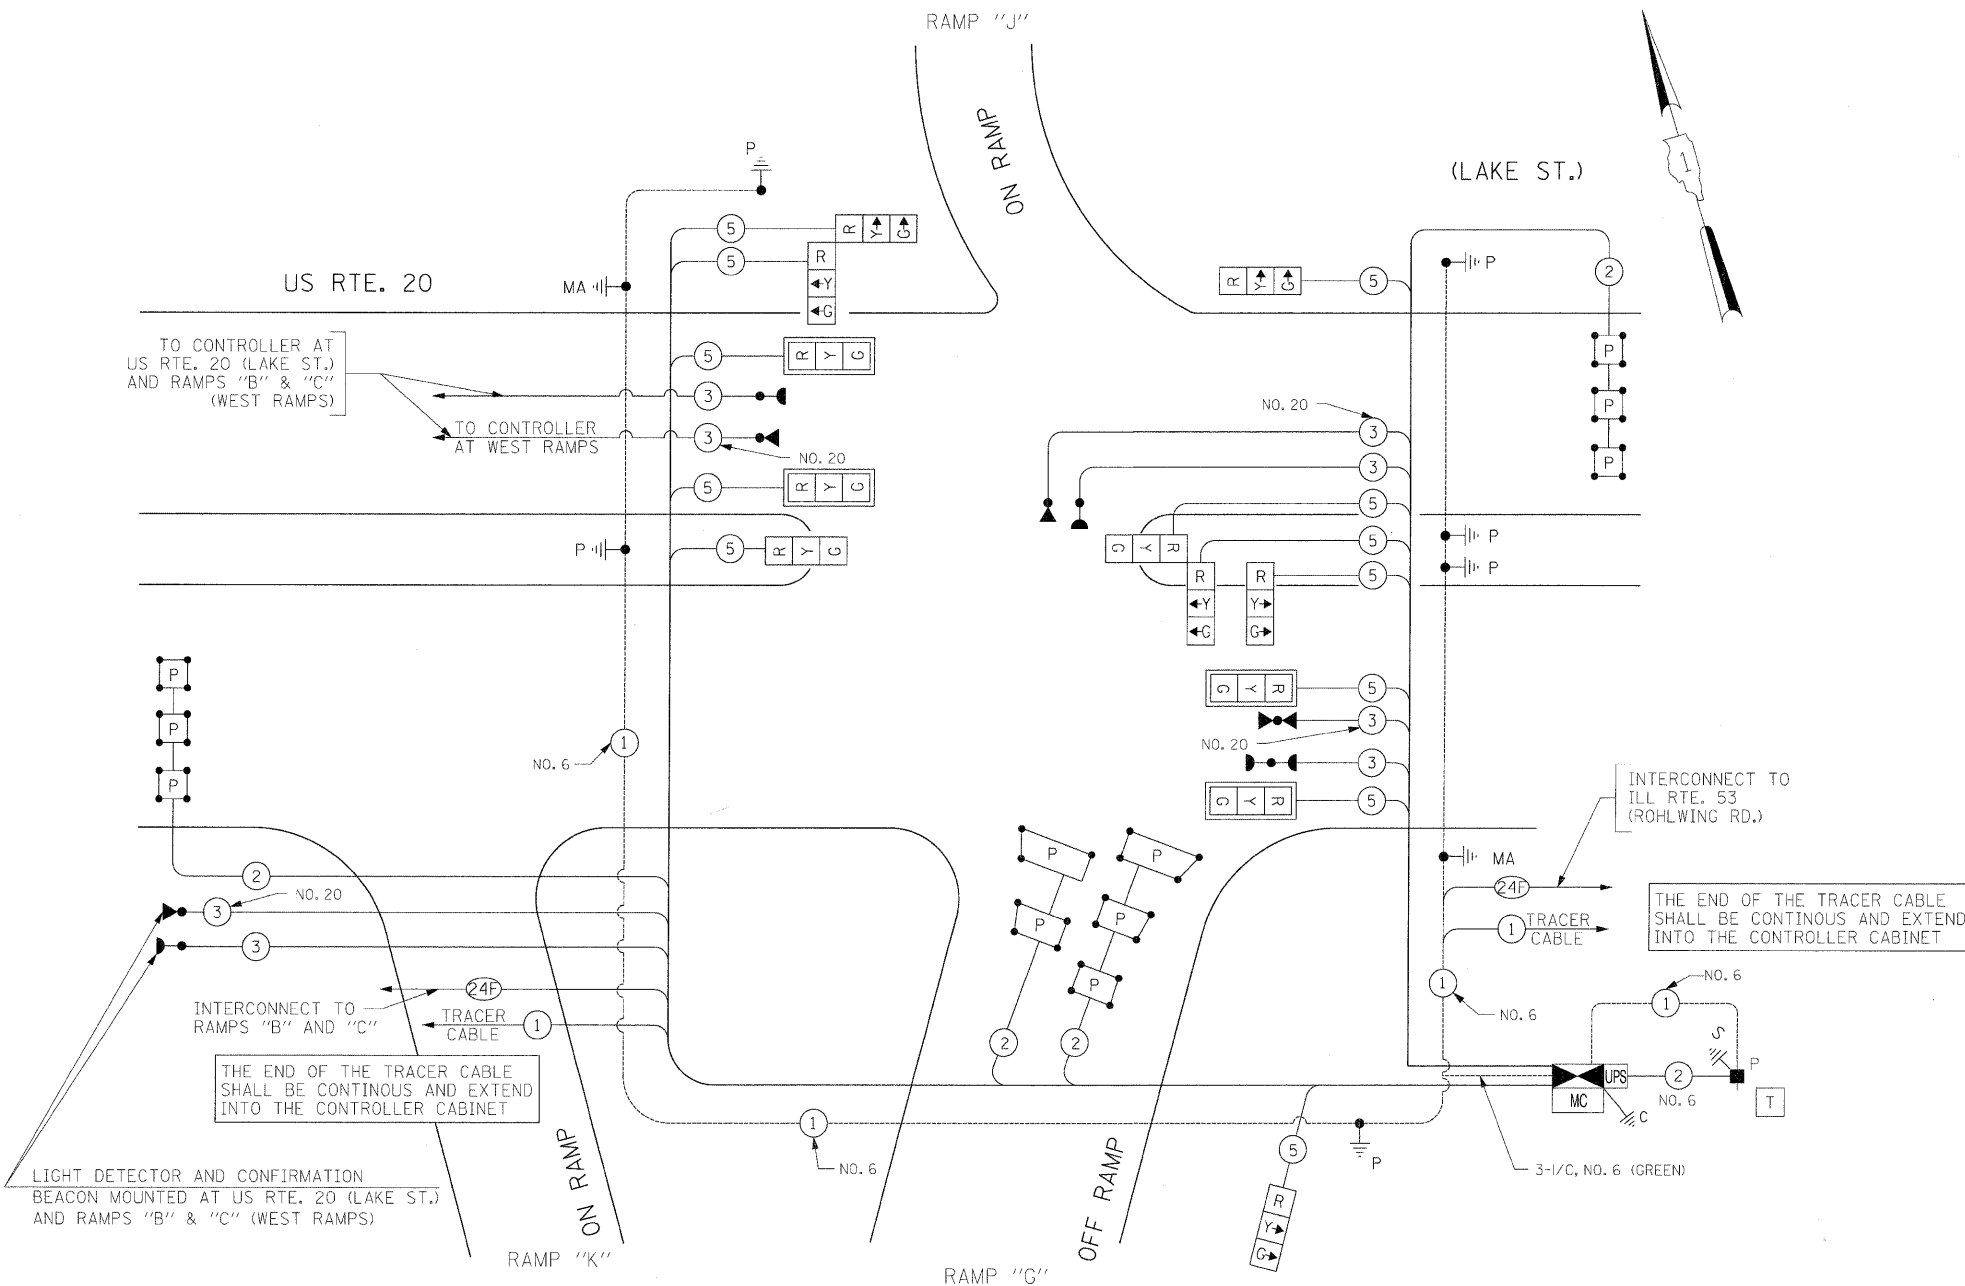 RAMP "J"
ON RAMP
(LAKE ST.)
1
US RTE. 20
P
MA
5
R Y G
5
R
Y
G
TO CONTROLLER AT
US RTE. 20 (LAKE ST.)
AND RAMPS "B" & "C"
(WEST RAMPS)
5
R Y G
3
TO CONTROLLER
AT WEST RAMPS
3
NO. 20
5
R Y G
P
5
R Y G
R Y G
5
P
2
P
P
P
NO. 20
3
3
5
G Y R
5
R
Y
G
R
Y
G
5
P
P
G Y R
5
3
NO. 20
3
G Y R
5
P
P
P
NO. 6
1
2
3
NO. 20
3
24F
INTERCONNECT TO
RAMPS "B" AND "C"
TRACER
CABLE
1
THE END OF THE TRACER CABLE
SHALL BE CONTINOUS AND EXTEND
INTO THE CONTROLLER CABINET
LIGHT DETECTOR AND CONFIRMATION
BEACON MOUNTED AT US RTE. 20 (LAKE ST.)
AND RAMPS "B" & "C" (WEST RAMPS)
ON RAMP
RAMP "K"
1
NO. 6
P
P
P
P
P
2
2
RAMP "G"
OFF RAMP
5
R
Y
G
P
INTERCONNECT TO
ILL RTE. 53
(ROHLWING RD.)
MA
24F
1
TRACER
CABLE
THE END OF THE TRACER CABLE
SHALL BE CONTINOUS AND EXTEND
INTO THE CONTROLLER CABINET
1
NO. 6
NO. 6
1
S
P
UPS
MC
2
NO. 6
C
T
3-1/C, NO. 6 (GREEN)